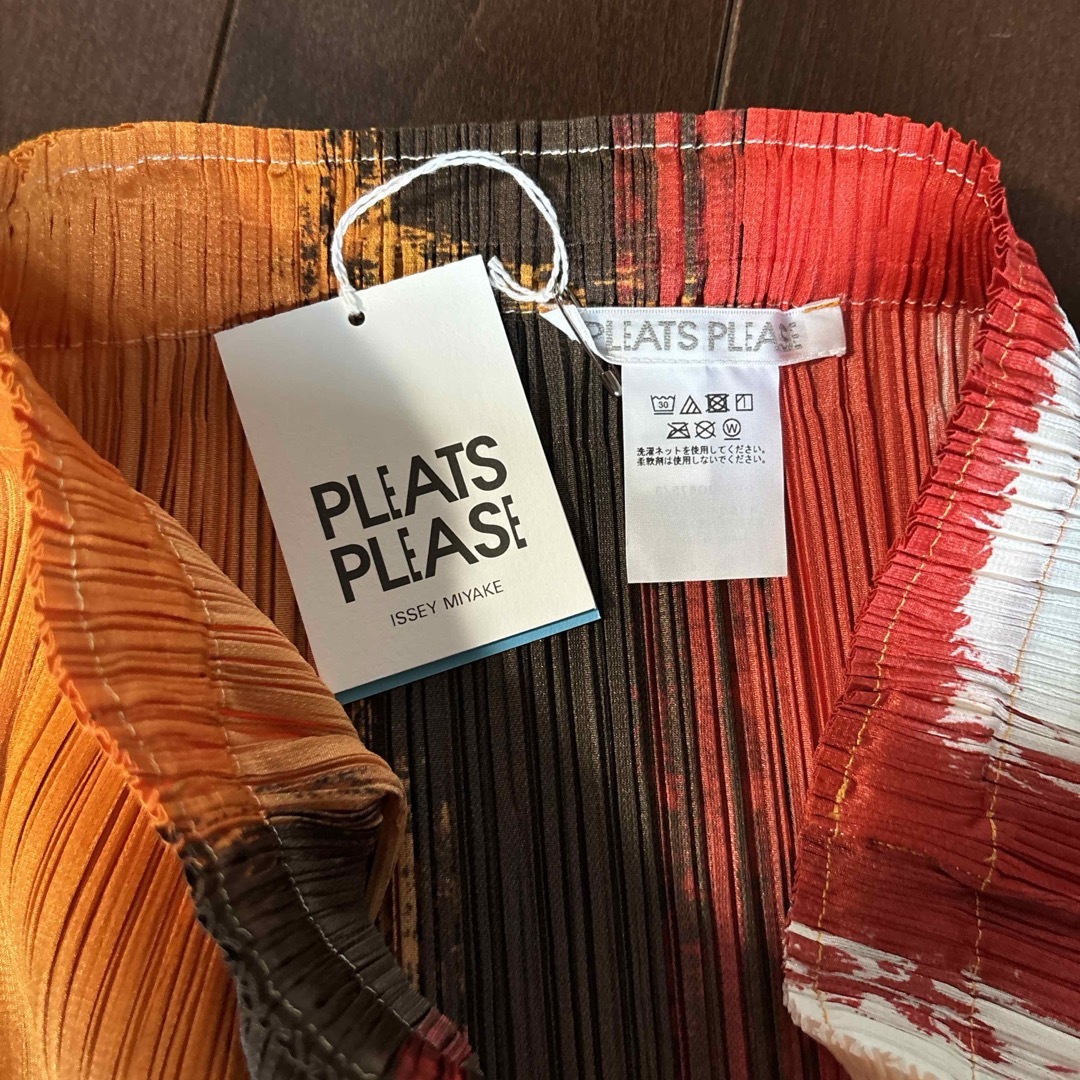 PLEATS
PLEASE
ISSEY MIYAKE
PLEATS PLEASE
30
W
洗濯ネットを使用してください。
柔軟剤は使用しないでください。